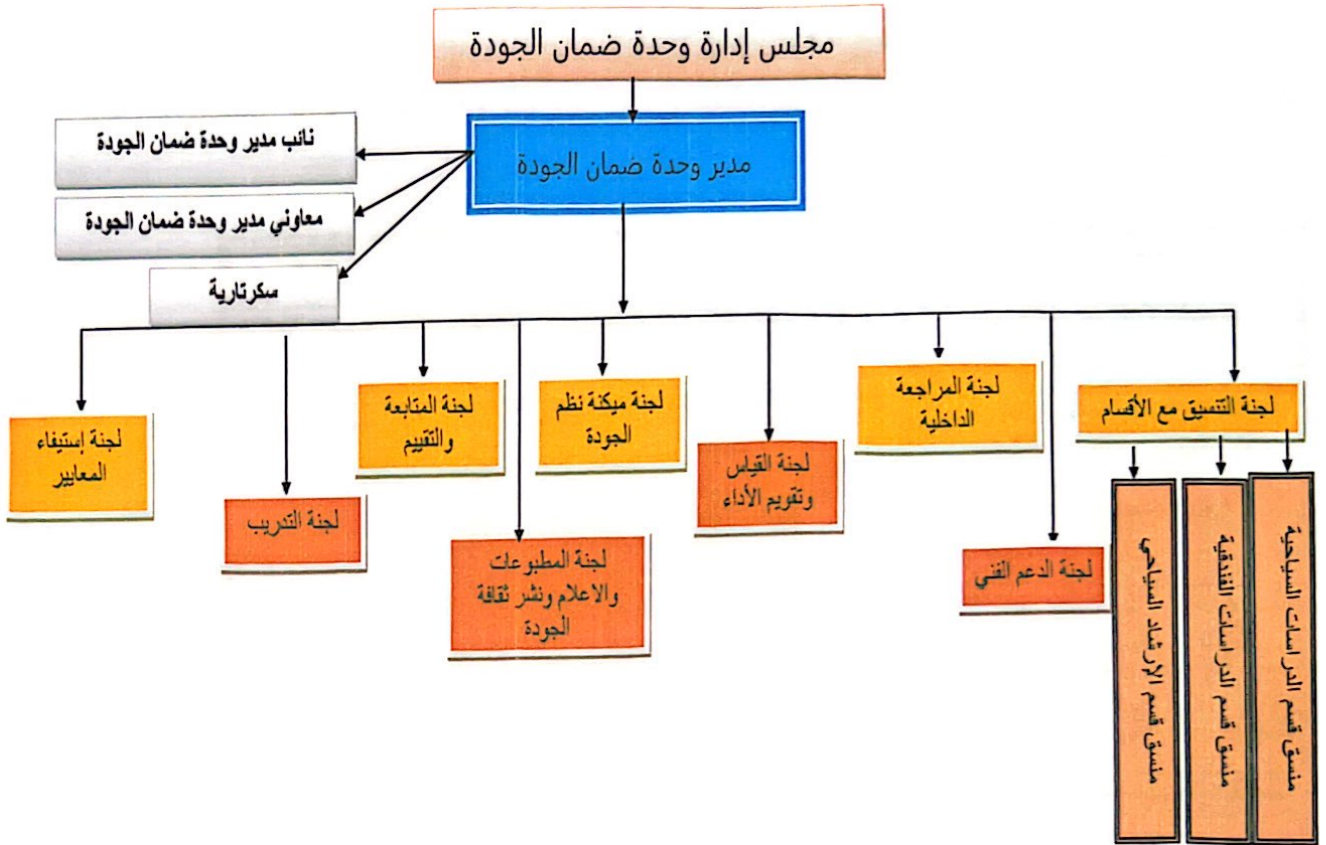 مجلس إدارة وحدة ضمان الجودة
مدير وحدة ضمان الجودة
نائب مدير وحدة ضمان الجودة
معاوني مدير وحدة ضمان الجودة
سكرتارية
لجنة التنسيق مع الأقسام
لجنة المراجعة
الداخلية
لجنة ميكنة نظم
الجودة
لجنة المتابعة
والتقييم
لجنة إستيفاء
المعايير
لجنة الدعم الفني
لجنة القياس
وتقويم الأداء
لجنة المطبوعات
والاعلام ونشر ثقافة
الجودة
لجنة التدريب
منسق قسم الدراسات السياحية
منسق قسم الدراسات الفندقية
منسق قسم الإرشاد السياحي